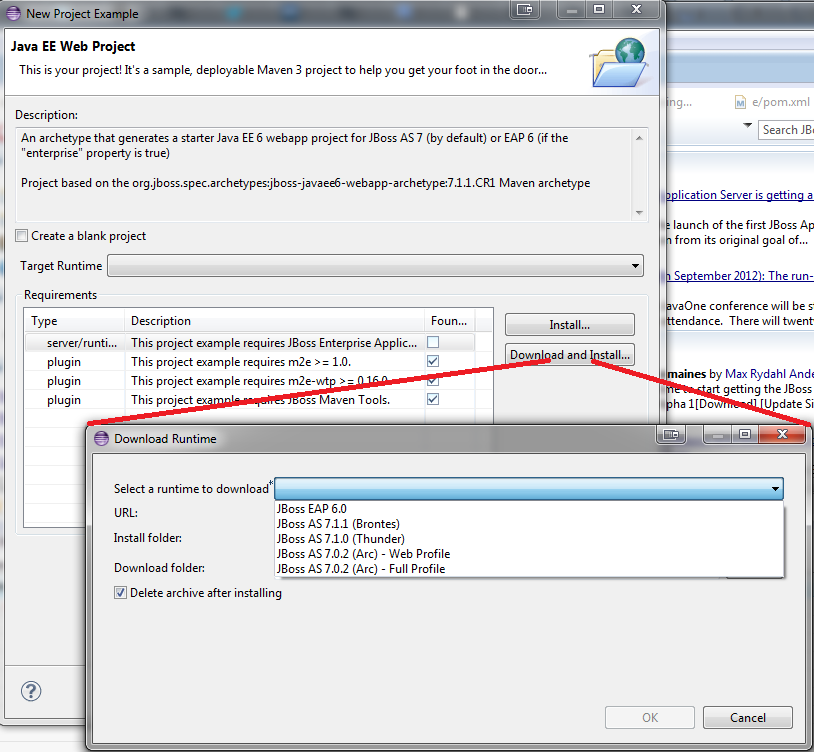 New Project Example
Java EE Web Project
This is your project! It's a sample, deployable Maven 3 project to help you get your foot in the door...
Description:
An archetype that generates a starter Java EE 6 webapp project for JBoss AS 7 (by default) or EAP 6 (if the
"enterprise" property is true)
Project based on the org.jboss.spec.archetypes:jboss-javaee6-webapp-archetype:7.1.1.CR1 Maven archetype
Create a blank project
Target Runtime
Requirements
Type Description Foun...
server/runti... This project example requires JBoss Enterprise Applic...
plugin This project example requires m2e >= 1.0.
plugin This project example requires m2e-wtp >= 0.16.0
plugin This project example requires JBoss Maven Tools.
Install...
Download and Install...
ing... e/pom.xml
Search JB
pplication Server is getting a
e launch of the first JBoss Ap
n from its original goal of...
n September 2012): The run-
avaOne conference will be s
ttendance. There will twent
maines by Max Rydahl Ande
me to start getting the JBoss
pha 1[Download] [Update Si
Download Runtime
Select a runtime to download*
URL:
Install folder:
Download folder:
JBoss EAP 6.0
JBoss AS 7.1.1 (Brontes)
JBoss AS 7.1.0 (Thunder)
JBoss AS 7.0.2 (Arc) - Web Profile
JBoss AS 7.0.2 (Arc) - Full Profile
Delete archive after installing
?
OK Cancel